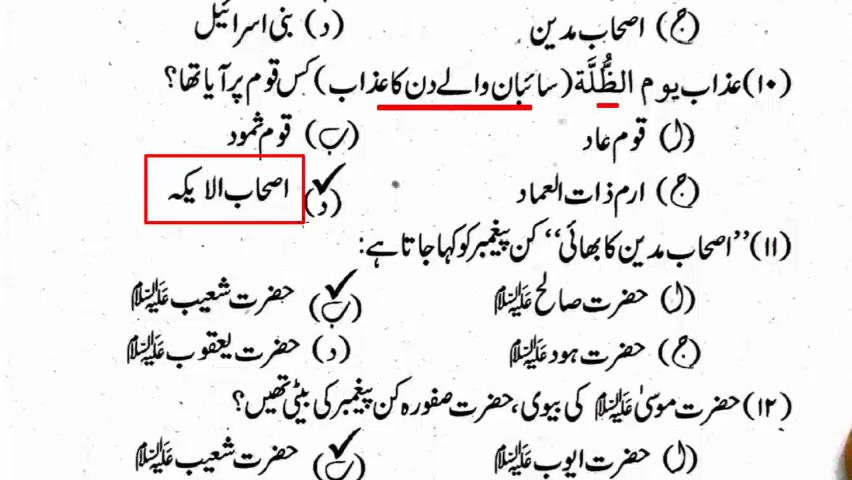 (ج) اصحاب مدین (د) بنی اسرائیل
(۱۰) عذاب یوم الظُّلَّة (سائبان والے دن کا عذاب) کس قوم پر آیا تھا؟
(ل) قوم عاد (ب) قوم ثمود
(ج) ارم ذات العماد (د) اصحاب الایکہ
(۱۱) ’’اصحاب مدین کا بھائی‘‘ کن پیغمبر کو کہا جاتا ہے:
(ل) حضرت صالح علیہ السلام (ب) حضرت شعیب علیہ السلام
(ج) حضرت ہود علیہ السلام (د) حضرت یعقوب علیہ السلام
(۱۲) حضرت موسیٰ علیہ السلام کی بیوی، حضرت صفورہ کن پیغمبر کی بیٹی تھیں؟
(ل) حضرت ایوب علیہ السلام (ب) حضرت شعیب علیہ السلام